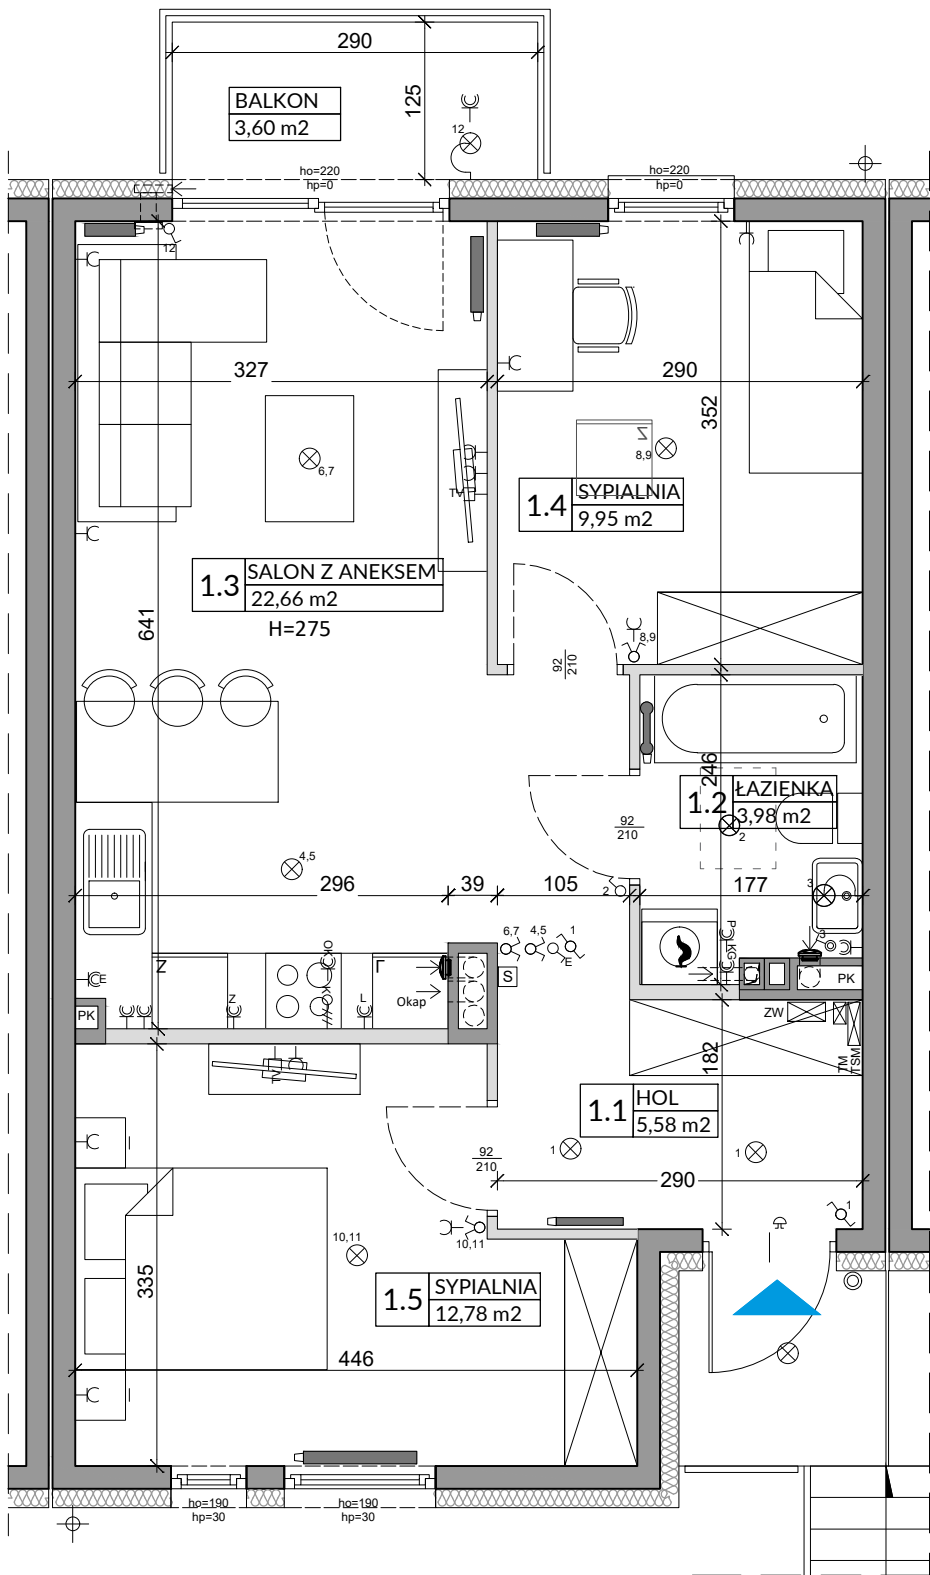 290
BALKON
3,60 m2
125
12
ho=220
hp=0
ho=220
hp=0
12
327
290
352
6,7
8,9
TV
1.4
SYPIALNIA
9,95 m2
1.3
SALON Z ANEKSEM
22,66 m2
H=275
641
8,9
92
210
246
1.2
ŁAZIENKA
3,98 m2
2
92
210
4,5
296
39
105
2
177
3
6,7
4,5
1
E
3
P
KG
Z
OK
S
E
Z
L
Okap
PK
PK
ZW
TM
TSM
182
TV
1.1
HOL
5,58 m2
1
1
92
210
290
1
10,11
10,11
335
1.5
SYPIALNIA
12,78 m2
446
ho=190
hp=30
ho=190
hp=30